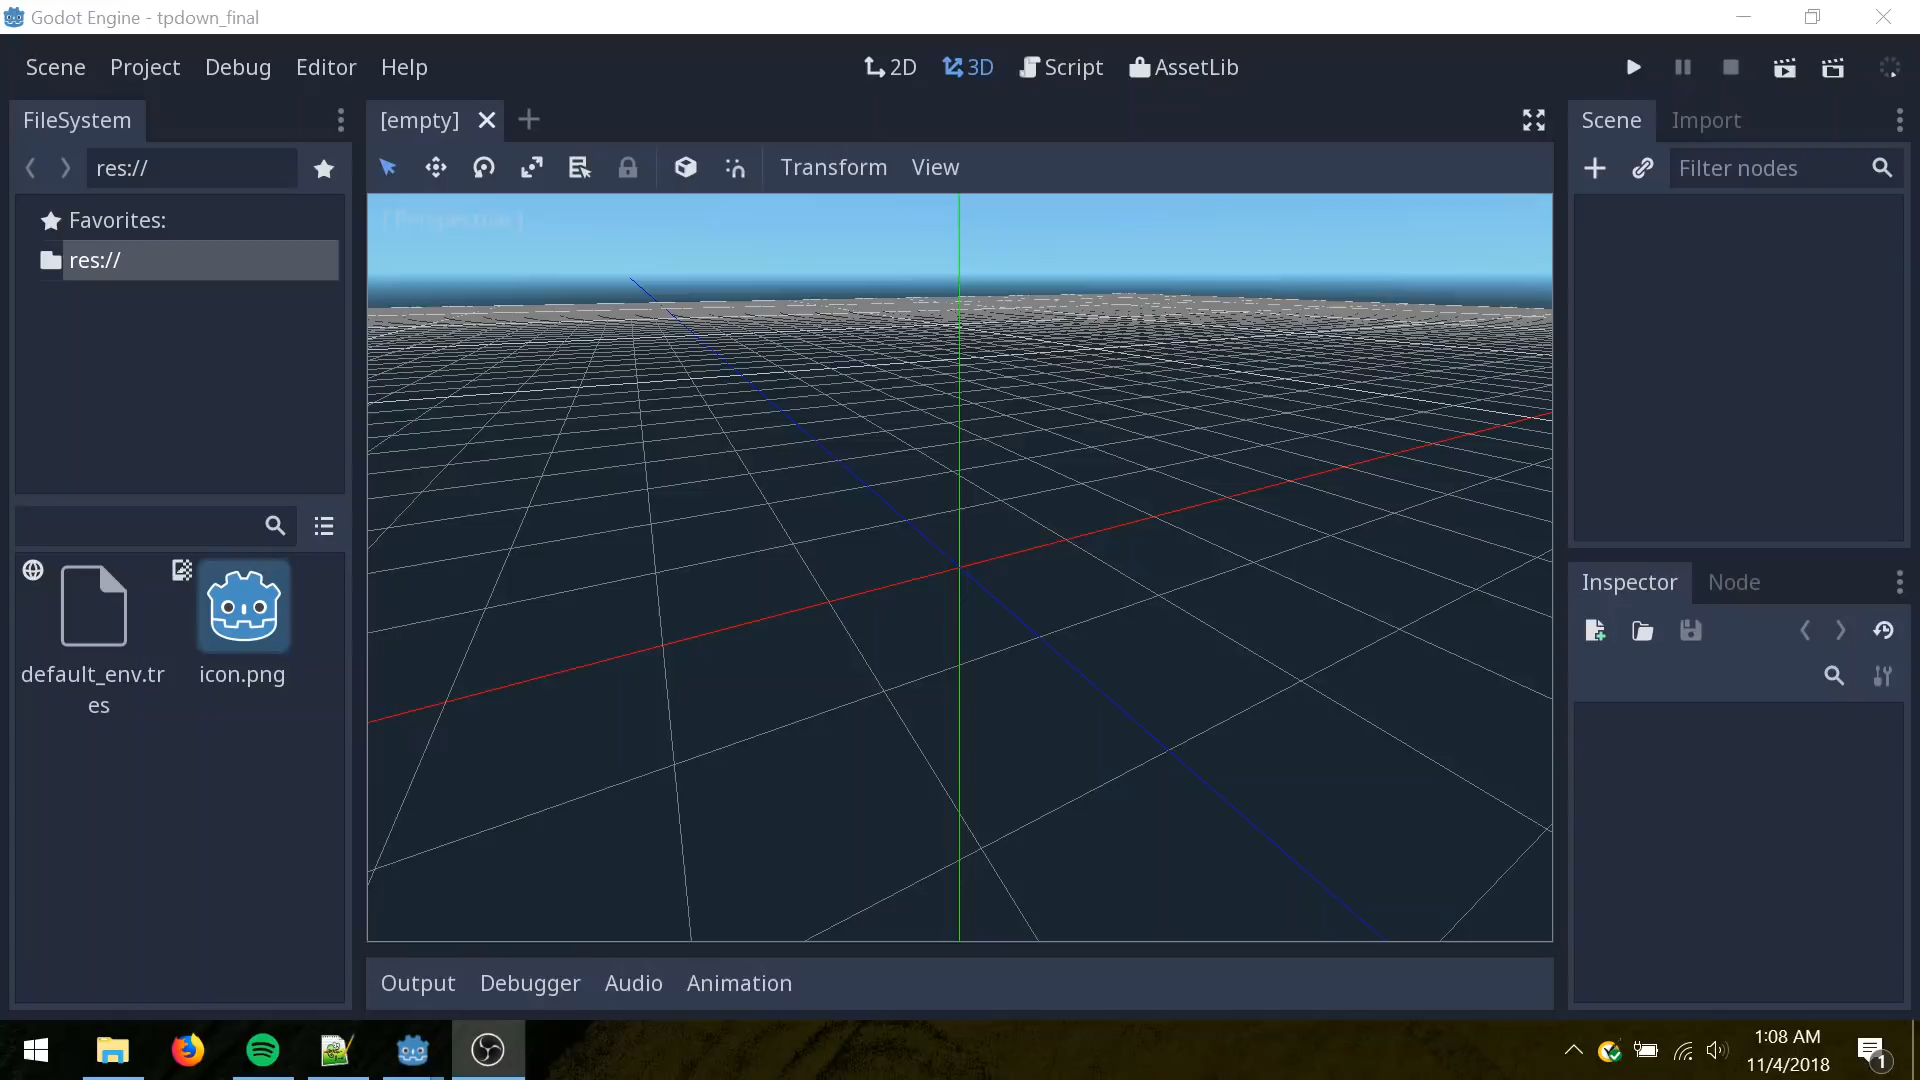 Godot Engine - tpdown_final
Scene Project Debug Editor Help
2D 3D Script AssetLib
FileSystem
[empty]
Scene Import
res://
Transform View
Filter nodes
Favorites:
res://
[ Perspective ]
default_env.tr
es
icon.png
Inspector Node
Output Debugger Audio Animation
1:08 AM
11/4/2018
1